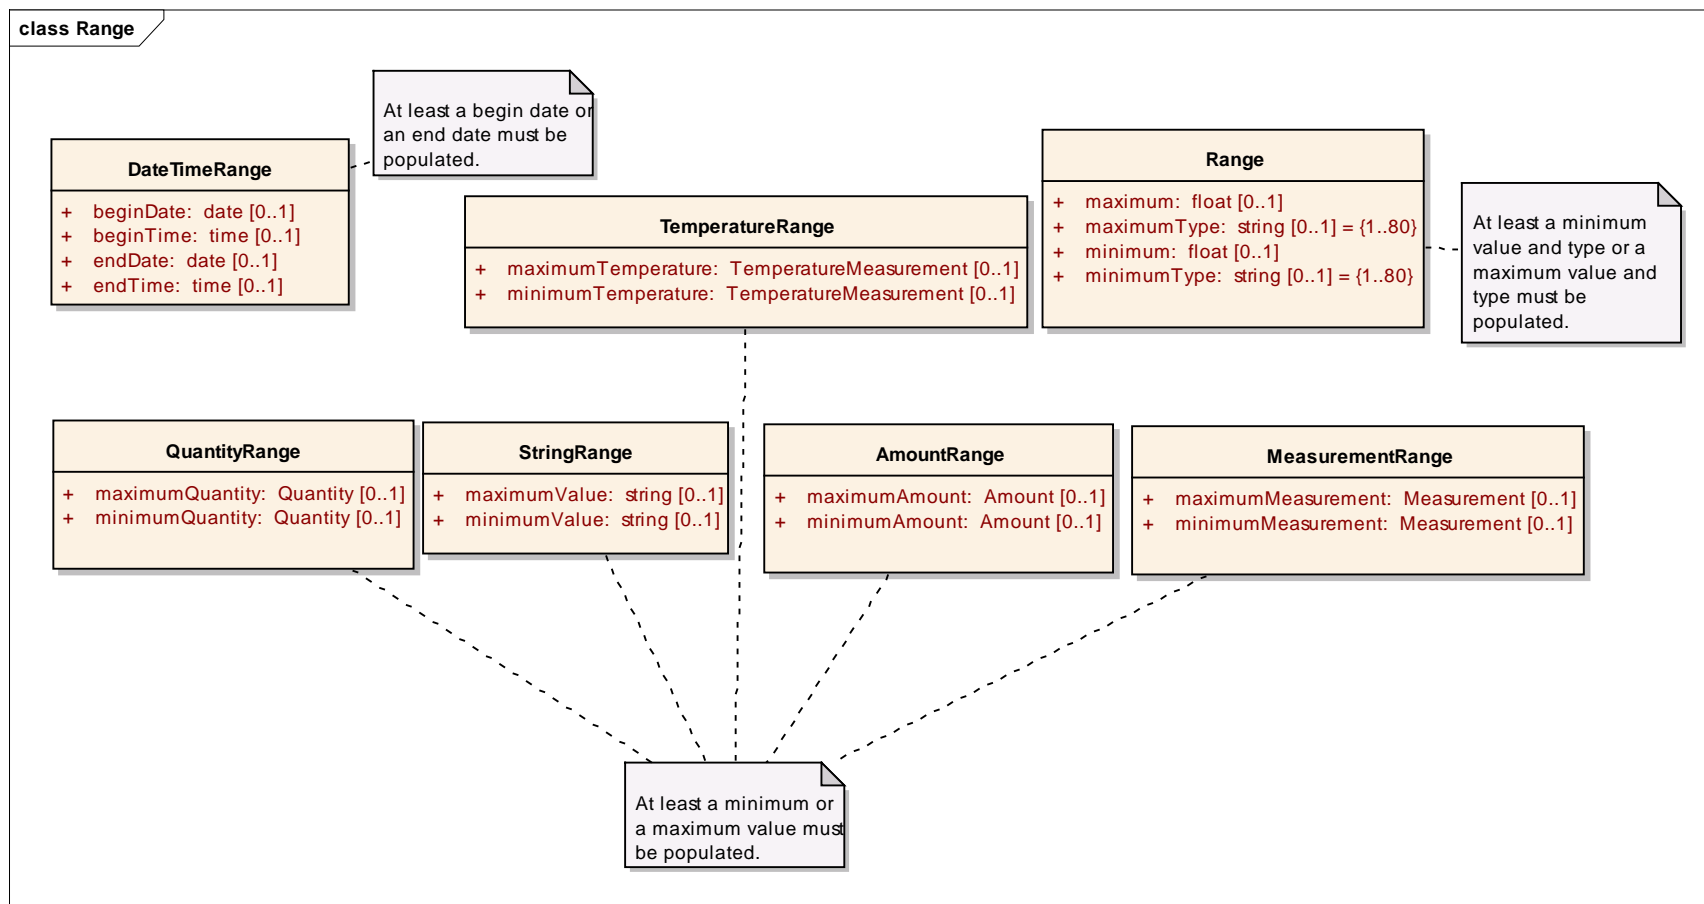 class Range
At least a begin date or
an end date must be
populated.
DateTimeRange
+ beginDate: date [0..1]
+ beginTime: time [0..1]
+ endDate: date [0..1]
+ endTime: time [0..1]
TemperatureRange
+ maximumTemperature: TemperatureMeasurement [0..1]
+ minimumTemperature: TemperatureMeasurement [0..1]
Range
+ maximum: float [0..1]
+ maximumType: string [0..1] = {1..80}
+ minimum: float [0..1]
+ minimumType: string [0..1] = {1..80}
At least a minimum
value and type or a
maximum value and
type must be
populated.
QuantityRange
+ maximumQuantity: Quantity [0..1]
+ minimumQuantity: Quantity [0..1]
StringRange
+ maximumValue: string [0..1]
+ minimumValue: string [0..1]
AmountRange
+ maximumAmount: Amount [0..1]
+ minimumAmount: Amount [0..1]
MeasurementRange
+ maximumMeasurement: Measurement [0..1]
+ minimumMeasurement: Measurement [0..1]
At least a minimum or
a maximum value must
be populated.